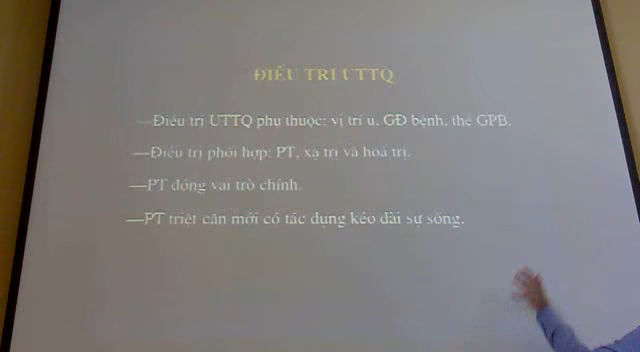 ĐIỀU TRỊ UTTQ
—Điều trị UTTQ phụ thuộc: vị trí u, GĐ bệnh, thể GPB.
—Điều trị phối hợp: PT, xạ trị và hoá trị.
—PT đóng vai trò chính.
—PT triệt căn mới có tác dụng kéo dài sự sống.